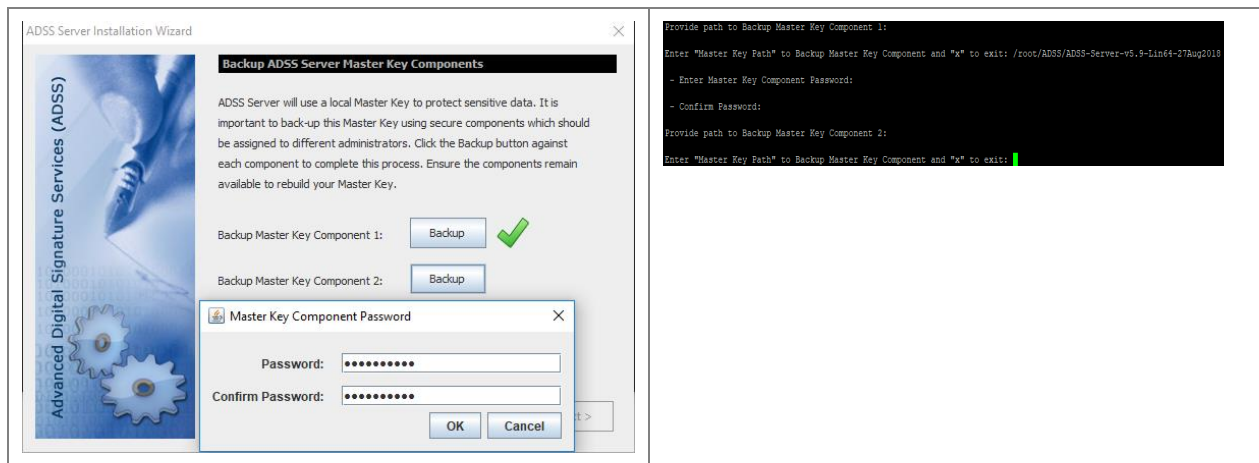 ADSS Server Installation Wizard
Advanced Digital Signature Services (ADSS)
Backup ADSS Server Master Key Components
ADSS Server will use a local Master Key to protect sensitive data. It is
important to back-up this Master Key using secure components which should
be assigned to different administrators. Click the Backup button against
each component to complete this process. Ensure the components remain
available to rebuild your Master Key.
Backup Master Key Component 1:
Backup
Backup Master Key Component 2:
Backup
Master Key Component Password
Password:
Confirm Password:
OK
Cancel
Provide path to Backup Master Key Component 1:
Enter "Master Key Path" to Backup Master Key Component and "x" to exit: /root/ADSS/ADSS-Server-v5.9-Lin64-27Aug2018
- Enter Master Key Component Password:
- Confirm Password:
Provide path to Backup Master Key Component 2:
Enter "Master Key Path" to Backup Master Key Component and "x" to exit: